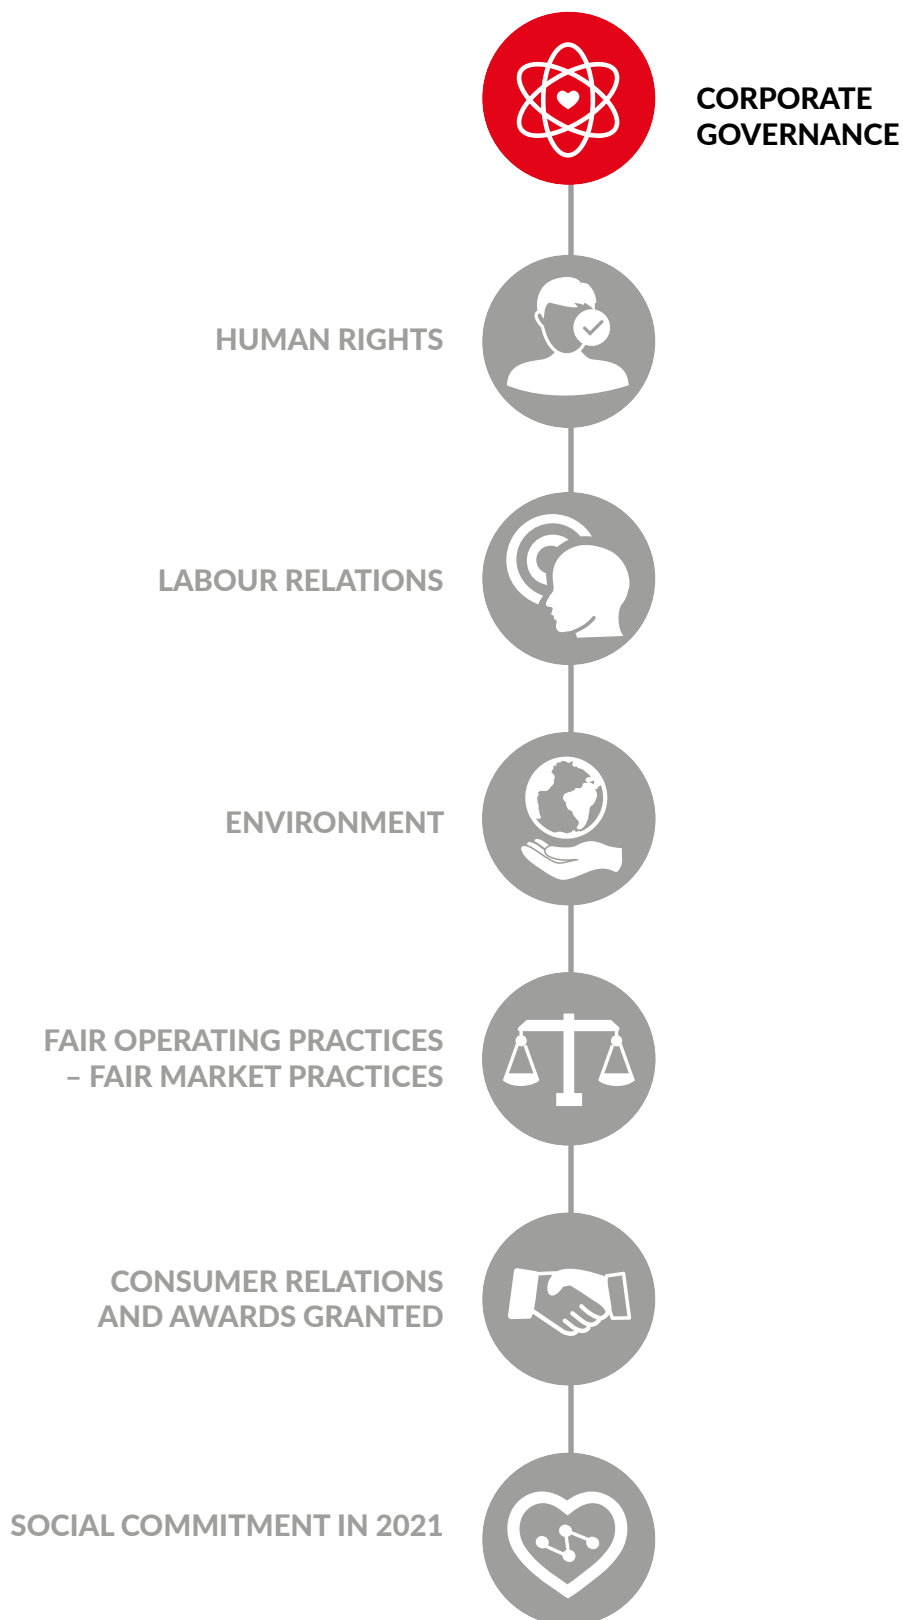 CORPORATE
GOVERNANCE
HUMAN RIGHTS
LABOUR RELATIONS
ENVIRONMENT
FAIR OPERATING PRACTICES
– FAIR MARKET PRACTICES
CONSUMER RELATIONS
AND AWARDS GRANTED
SOCIAL COMMITMENT IN 2021